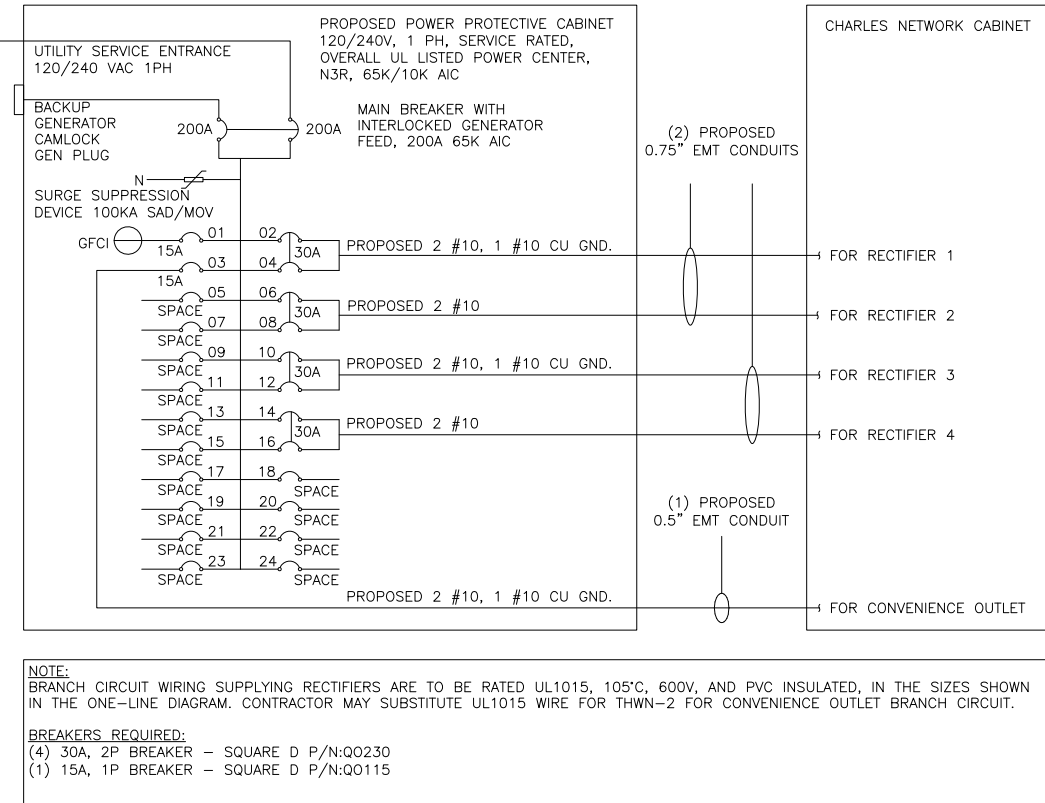 PROPOSED POWER PROTECTIVE CABINET
120/240V, 1 PH, SERVICE RATED,
OVERALL UL LISTED POWER CENTER,
N3R, 65K/10K AIC
CHARLES NETWORK CABINET
UTILITY SERVICE ENTRANCE
120/240 VAC 1PH
BACKUP
GENERATOR
CAMLOCK
GEN PLUG
200A
200A
MAIN BREAKER WITH
INTERLOCKED GENERATOR
FEED, 200A 65K AIC
(2) PROPOSED
0.75" EMT CONDUITS
N
SURGE SUPPRESSION
DEVICE 100KA SAD/MOV
GFCI
15A
01
02
30A
PROPOSED 2 #10, 1 #10 CU GND.
FOR RECTIFIER 1
15A
03
04
SPACE
05
06
30A
PROPOSED 2 #10
FOR RECTIFIER 2
SPACE
07
08
SPACE
09
10
30A
PROPOSED 2 #10, 1 #10 CU GND.
FOR RECTIFIER 3
SPACE
11
12
SPACE
13
14
30A
PROPOSED 2 #10
FOR RECTIFIER 4
SPACE
15
16
SPACE
17
18
SPACE
SPACE
19
20
SPACE
SPACE
21
22
SPACE
SPACE
23
24
SPACE
(1) PROPOSED
0.5" EMT CONDUIT
PROPOSED 2 #10, 1 #10 CU GND.
FOR CONVENIENCE OUTLET
NOTE:
BRANCH CIRCUIT WIRING SUPPLYING RECTIFIERS ARE TO BE RATED UL1015, 105°C, 600V, AND PVC INSULATED, IN THE SIZES SHOWN
IN THE ONE-LINE DIAGRAM. CONTRACTOR MAY SUBSTITUTE UL1015 WIRE FOR THWN-2 FOR CONVENIENCE OUTLET BRANCH CIRCUIT.
BREAKERS REQUIRED:
(4) 30A, 2P BREAKER - SQUARE D P/N:QO230
(1) 15A, 1P BREAKER - SQUARE D P/N:QO115